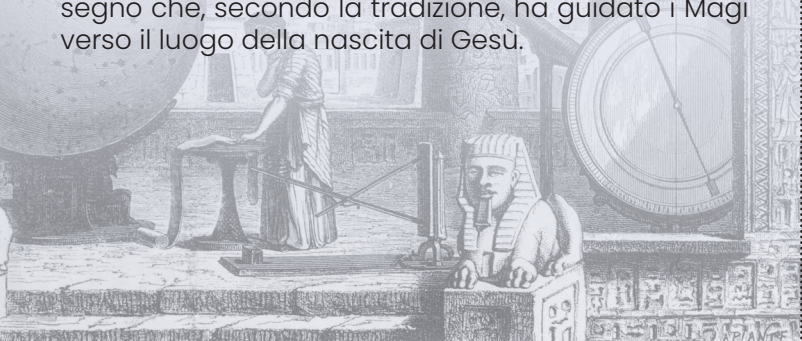 segno che, secondo la tradizione, ha guidato i Magi
verso il luogo della nascita di Gesù.